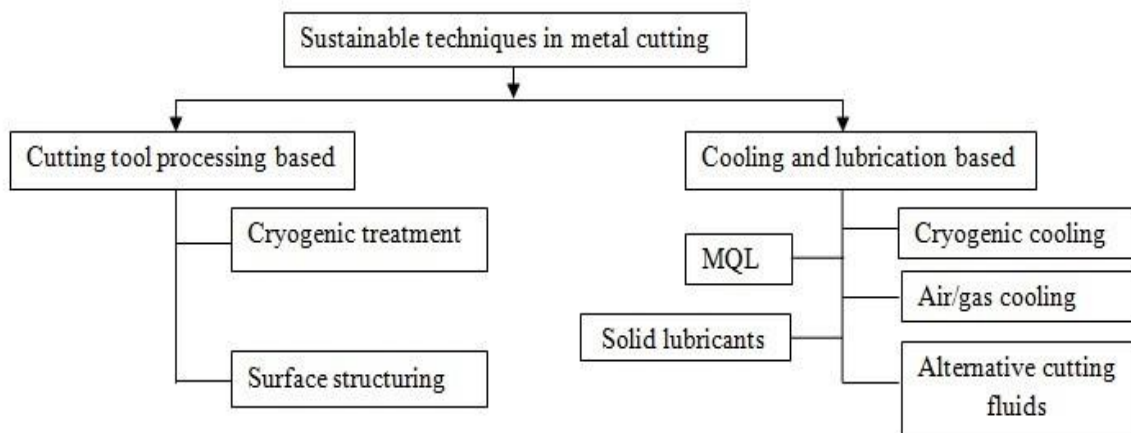 Sustainable techniques in metal cutting
Cutting tool processing based
Cooling and lubrication based
Cryogenic treatment
Surface structuring
MQL
Solid lubricants
Cryogenic cooling
Air/gas cooling
Alternative cutting
fluids